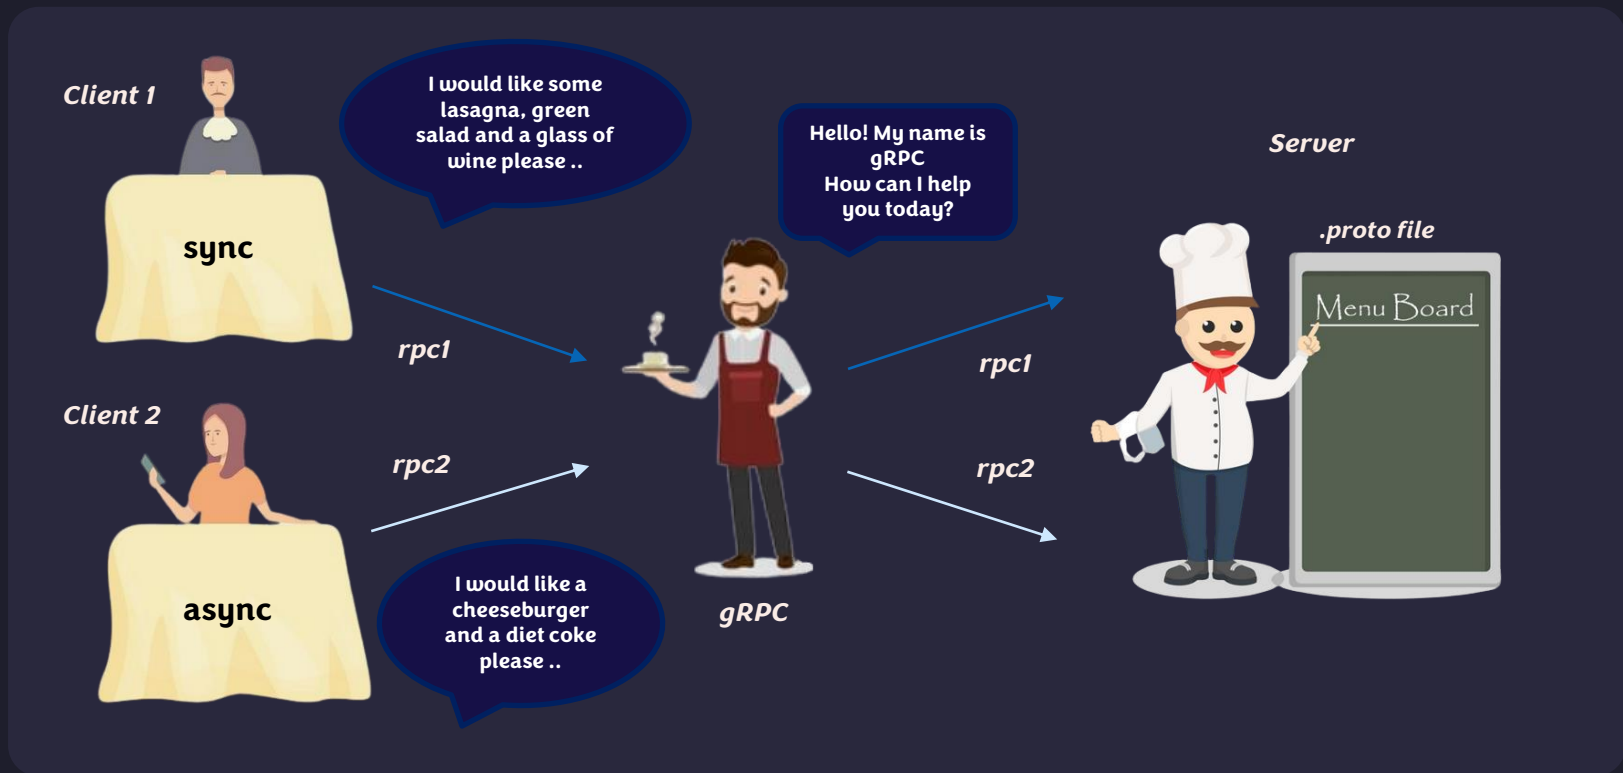 Client 1
I would like some
lasagna, green
salad and a glass of
wine please ..
sync
rpc1
Hello! My name is
gRPC
How can I help
you today?
Server
.proto file
Menu Board
rpc1
Client 2
rpc2
async
I would like a
cheeseburger
and a diet coke
please ..
gRPC
rpc2